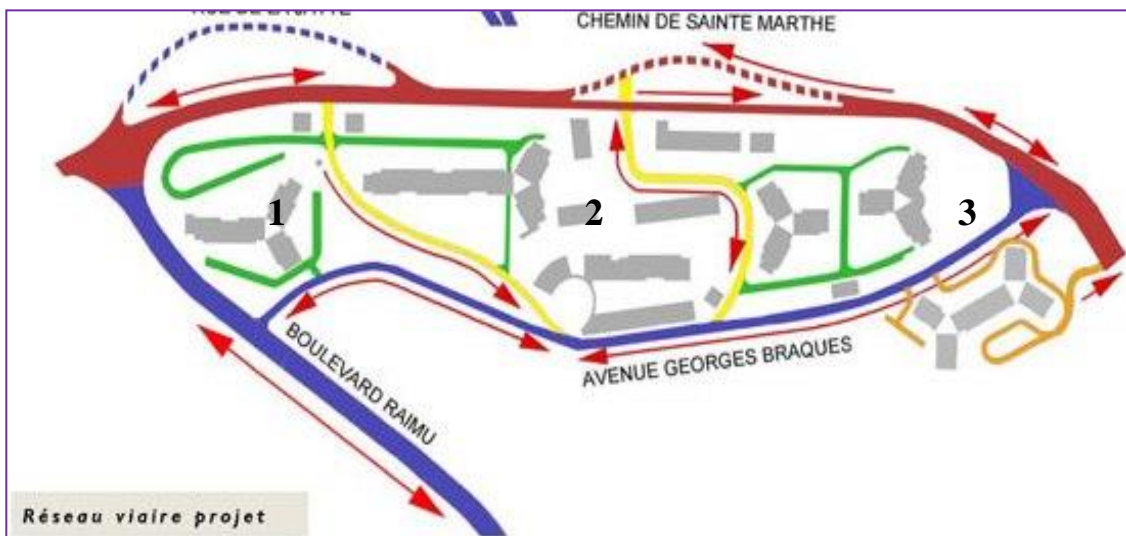 CHEMIN DE SAINTE MARTHE
1
2
3
BOULEVARD RAIMU
AVENUE GEORGES BRAQUES
Réseau viaire projet